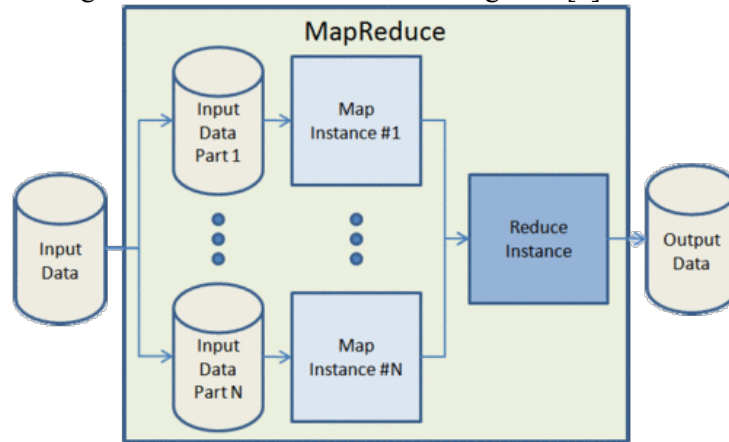 MapReduce
Input
Data
Part 1
Map
Instance #1
Input
Data
Reduce
Instance
Output
Data
Input
Data
Part N
Map
Instance #N